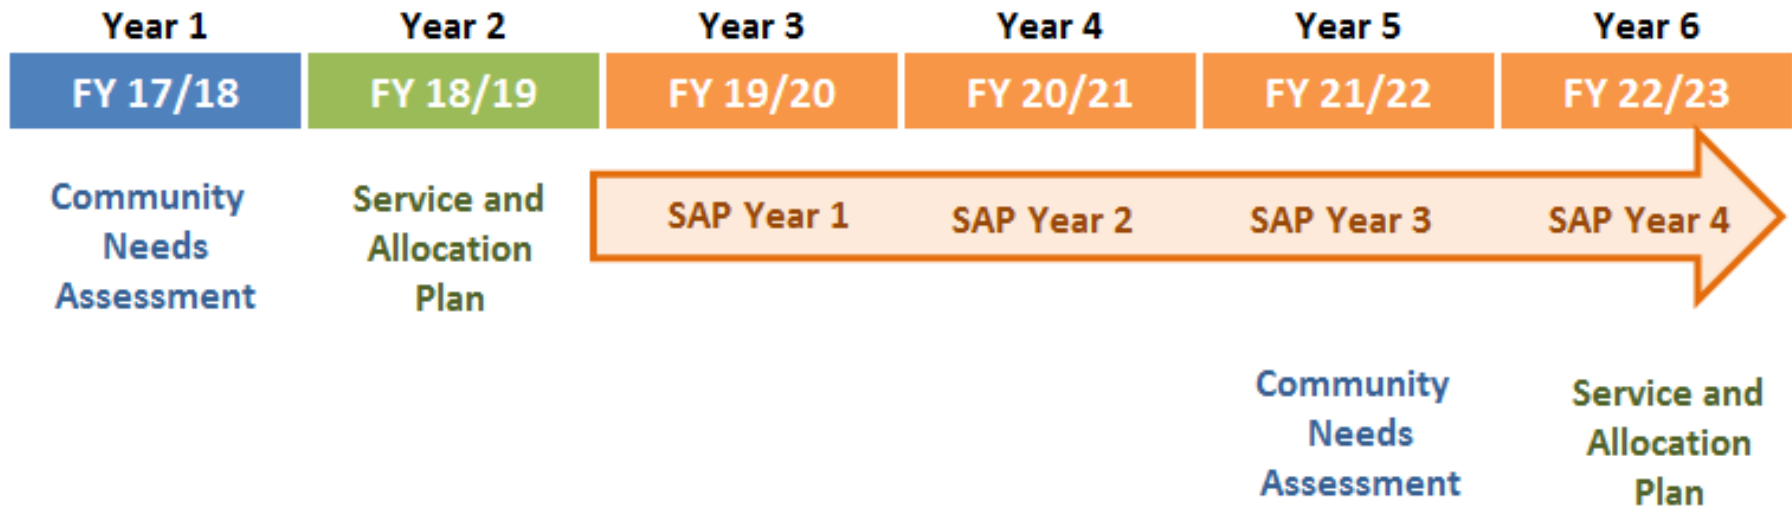 Year 1 Year 2 Year 3 Year 4 Year 5 Year 6
FY 17/18 FY 18/19 FY 19/20 FY 20/21 FY 21/22 FY 22/23
Community
Needs
Assessment
Service and
Allocation
Plan
SAP Year 1 SAP Year 2 SAP Year 3 SAP Year 4
Community
Needs
Assessment
Service and
Allocation
Plan